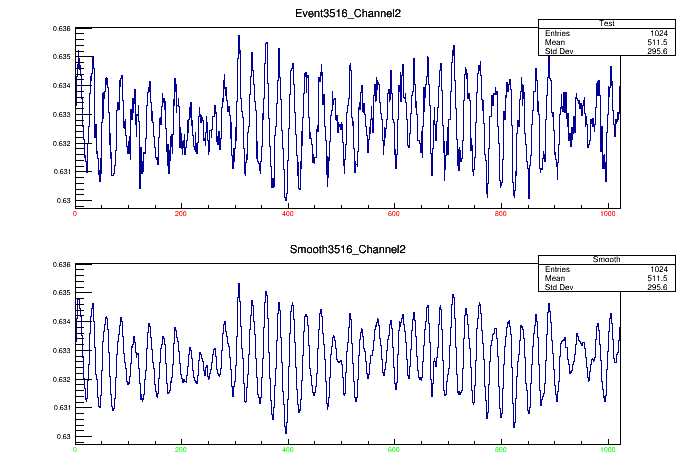 Event3516_Channel2
Test
Entries 1024
Mean 511.5
Std Dev 295.6
0.636
0.635
0.634
0.633
0.632
0.631
0.63
0 200 400 600 800 1000
Smooth3516_Channel2
Smooth
Entries 1024
Mean 511.5
Std Dev 295.6
0.636
0.635
0.634
0.633
0.632
0.631
0.63
0 200 400 600 800 1000